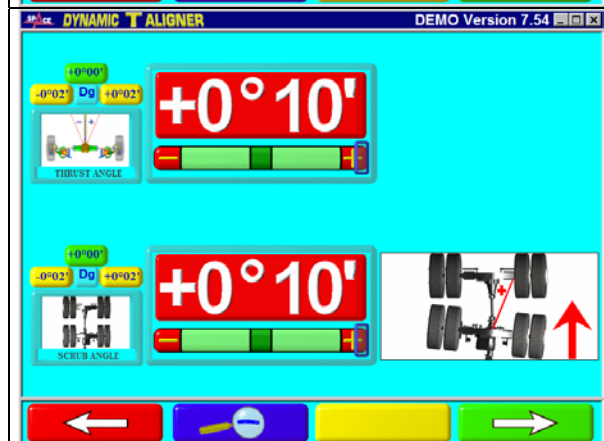 SPACE DYNAMIC T ALIGNER DEMO Version 7.54
+0°00'
-0°02' Dg +0°02'
+0°10'
THRUST ANGLE
+0°00'
-0°02' Dg +0°02'
+0°10'
SCRUB ANGLE